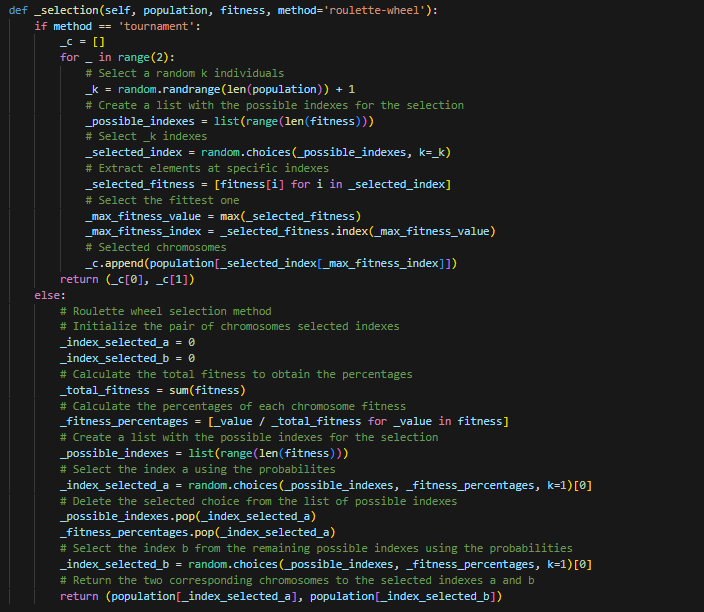 def _selection(self, population, fitness, method='roulette-wheel'):
    if method == 'tournament':
        _c = []
        for _ in range(2):
            # Select a random k individuals
            _k = random.randrange(len(population)) + 1
            # Create a list with the possible indexes for the selection
            _possible_indexes = list(range(len(fitness)))
            # Select _k indexes
            _selected_index = random.choices(_possible_indexes, k=_k)
            # Extract elements at specific indexes
            _selected_fitness = [fitness[i] for i in _selected_index]
            # Select the fittest one
            _max_fitness_value = max(_selected_fitness)
            _max_fitness_index = _selected_fitness.index(_max_fitness_value)
            # Selected chromosomes
            _c.append(population[_selected_index[_max_fitness_index]])
        return (_c[0], _c[1])
    else:
        # Roulette wheel selection method
        # Initialize the pair of chromosomes selected indexes
        _index_selected_a = 0
        _index_selected_b = 0
        # Calculate the total fitness to obtain the percentages
        _total_fitness = sum(fitness)
        # Calculate the percentages of each chromosome fitness
        _fitness_percentages = [_value / _total_fitness for _value in fitness]
        # Create a list with the possible indexes for the selection
        _possible_indexes = list(range(len(fitness)))
        # Select the index a using the probabilites
        _index_selected_a = random.choices(_possible_indexes, _fitness_percentages, k=1)[0]
        # Delete the selected choice from the list of possible indexes
        _possible_indexes.pop(_index_selected_a)
        _fitness_percentages.pop(_index_selected_a)
        # Select the index b from the remaining possible indexes using the probabilities
        _index_selected_b = random.choices(_possible_indexes, _fitness_percentages, k=1)[0]
        # Return the two corresponding chromosomes to the selected indexes a and b
        return (population[_index_selected_a], population[_index_selected_b])